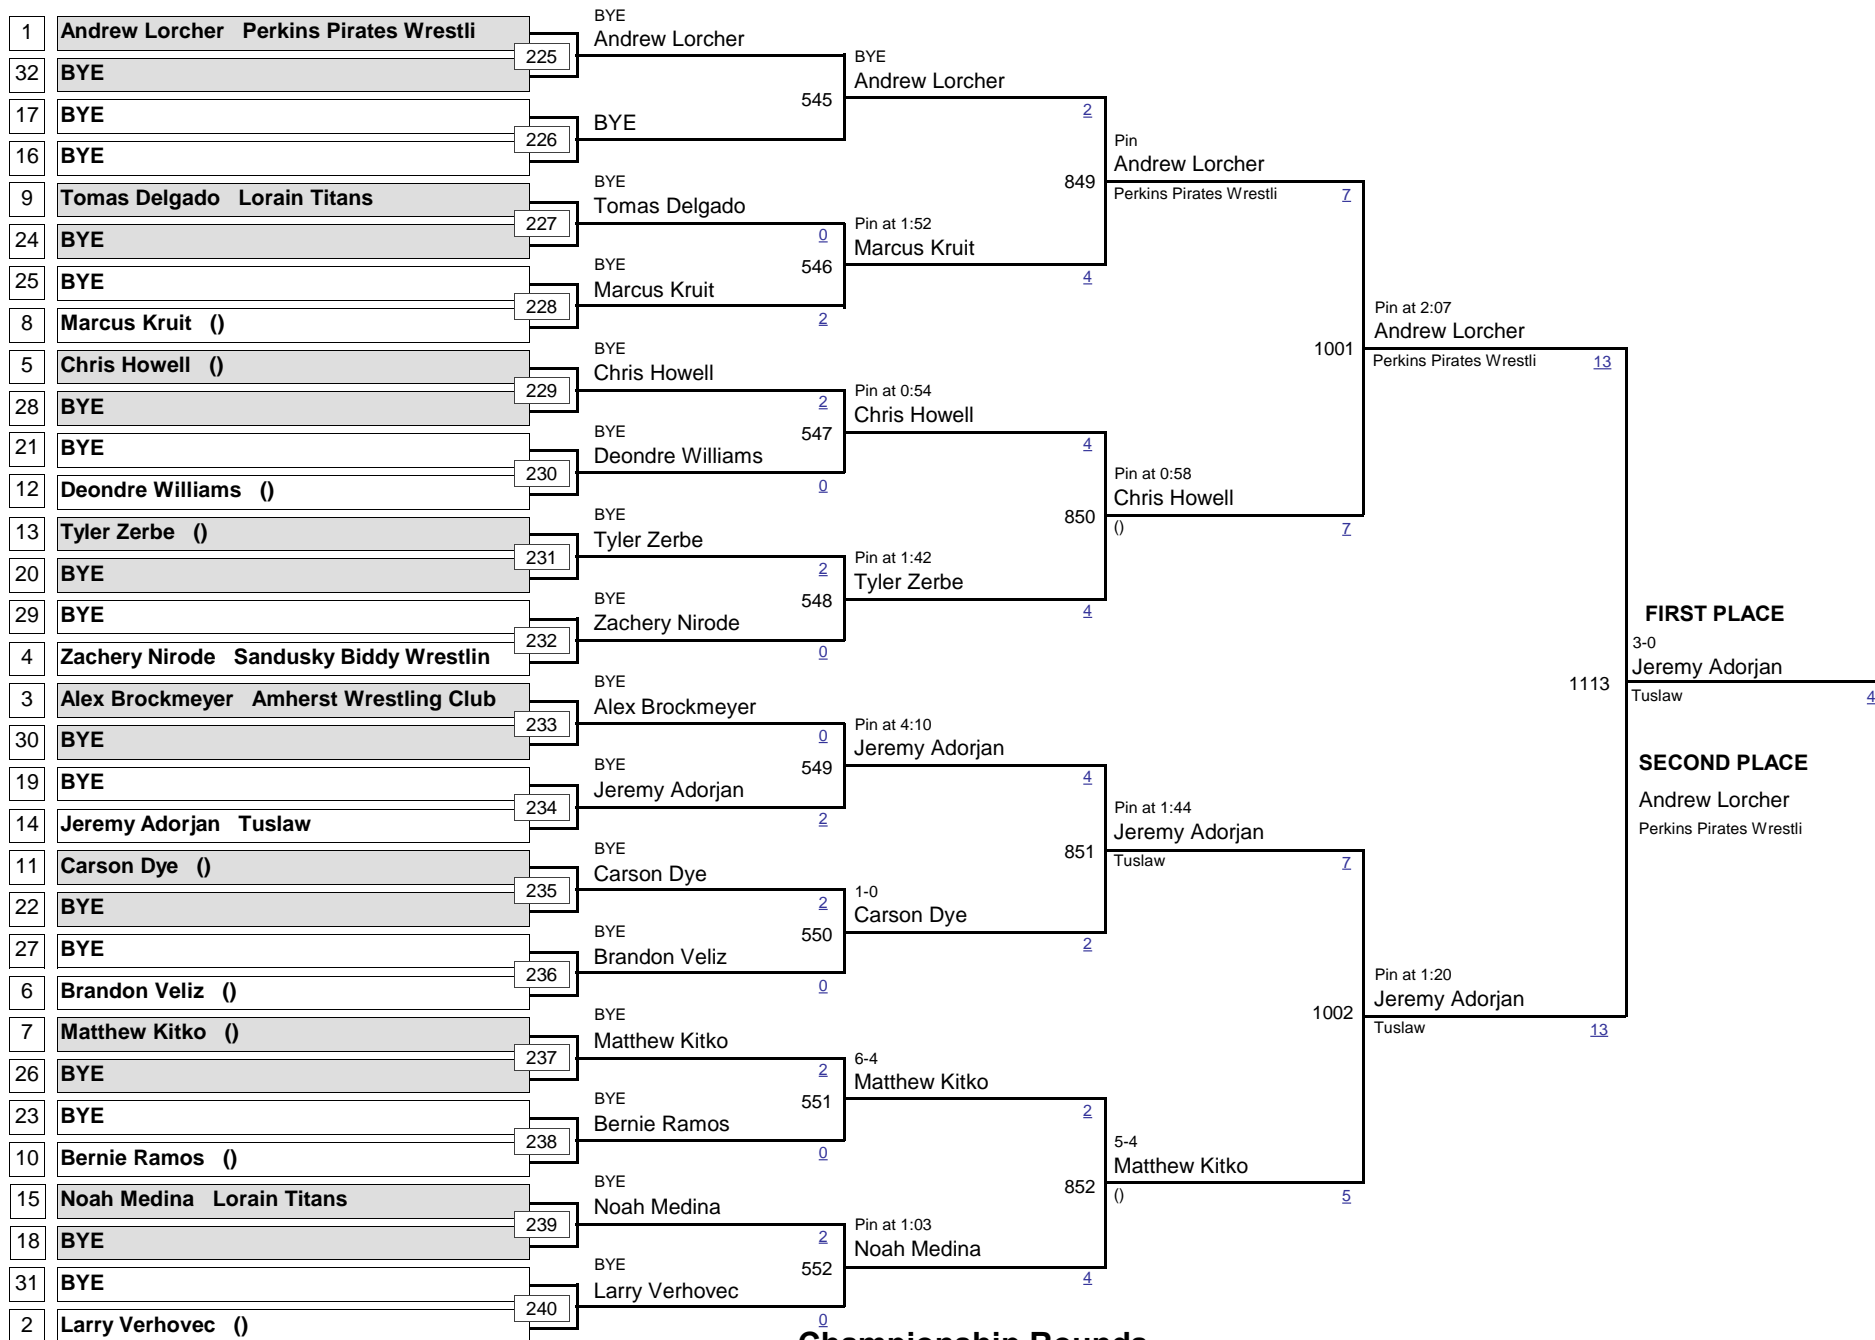 1 Andrew Lorcher Perkins Pirates Wrestli
32 BYE
17 BYE
16 BYE
9 Tomas Delgado Lorain Titans
24 BYE
25 BYE
8 Marcus Kruit ()
5 Chris Howell ()
28 BYE
21 BYE
12 Deondre Williams ()
13 Tyler Zerbe ()
20 BYE
29 BYE
4 Zachery Nirode Sandusky Biddy Wrestlin
3 Alex Brockmeyer Amherst Wrestling Club
30 BYE
19 BYE
14 Jeremy Adorjan Tuslaw
11 Carson Dye ()
22 BYE
27 BYE
6 Brandon Veliz ()
7 Matthew Kitko ()
26 BYE
23 BYE
10 Bernie Ramos ()
15 Noah Medina Lorain Titans
18 BYE
31 BYE
2 Larry Verhovec ()
225
226
227
228
229
230
231
232
233
234
235
236
237
238
239
240
BYE
Andrew Lorcher
545
BYE
BYE
Tomas Delgado
0
BYE
546
Marcus Kruit
2
BYE
Chris Howell
2
BYE
547
Deondre Williams
0
BYE
Tyler Zerbe
2
BYE
548
Zachery Nirode
0
BYE
Alex Brockmeyer
0
BYE
549
Jeremy Adorjan
2
BYE
Carson Dye
2
BYE
550
Brandon Veliz
0
BYE
Matthew Kitko
2
BYE
551
Bernie Ramos
0
BYE
Noah Medina
2
BYE
552
Larry Verhovec
0
BYE
Andrew Lorcher
2
849
Pin at 1:52
Marcus Kruit
4
Pin at 0:54
Chris Howell
4
850
Pin at 1:42
Tyler Zerbe
4
Pin at 4:10
Jeremy Adorjan
4
851
1-0
Carson Dye
2
6-4
Matthew Kitko
2
852
Pin at 1:03
Noah Medina
4
Pin
Andrew Lorcher
Perkins Pirates Wrestli 7
1001
Pin at 0:58
Chris Howell
() 7
Pin at 1:44
Jeremy Adorjan
Tuslaw 7
1002
5-4
Matthew Kitko
() 5
Pin at 2:07
Andrew Lorcher
Perkins Pirates Wrestli 13
1113
Pin at 1:20
Jeremy Adorjan
Tuslaw 13
FIRST PLACE
3-0
Jeremy Adorjan
Tuslaw 4
SECOND PLACE
Andrew Lorcher
Perkins Pirates Wrestli
Championship Rounds